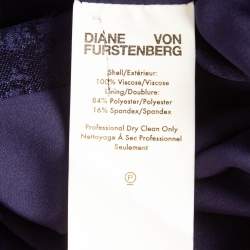 DIANE VON
FURSTENBERG
Shell/Extérieur:
100% Viscose/Viscose
Lining/Doublure:
84% Polyester/Polyester
16% Spandex/Spandex
Professional Dry Clean Only
Nettoyage À Sec Professionnel
Seulement
P